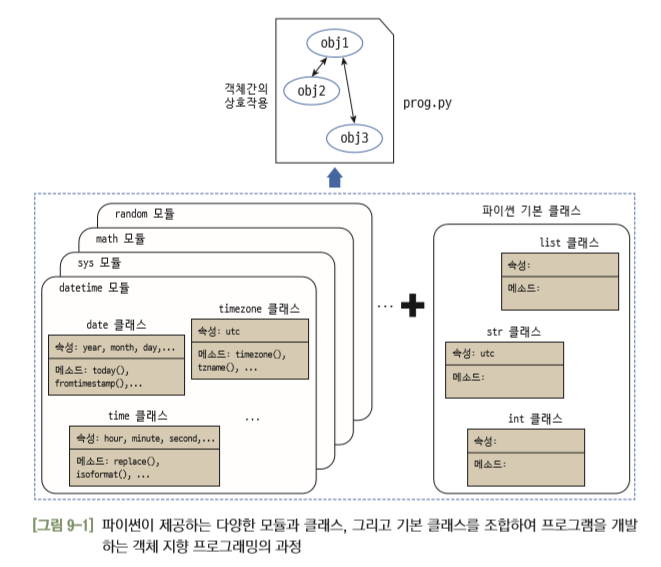 obj1
obj2
obj3
객체간의
상호작용
prog.py
random 모듈
math 모듈
sys 모듈
datetime 모듈
date 클래스
속성: year, month, day,...
메소드: today(),
fromtimestamp(),...
timezone 클래스
속성: utc
메소드: timezone(),
tzname(), ...
time 클래스
속성: hour, minute, second,...
메소드: replace(),
isoformat(), ...
...
...
파이썬 기본 클래스
list 클래스
속성:
메소드:
str 클래스
속성: utc
메소드:
int 클래스
속성:
메소드:
[그림 9-1] 파이썬이 제공하는 다양한 모듈과 클래스, 그리고 기본 클래스를 조합하여 프로그램을 개발
하는 객체 지향 프로그래밍의 과정